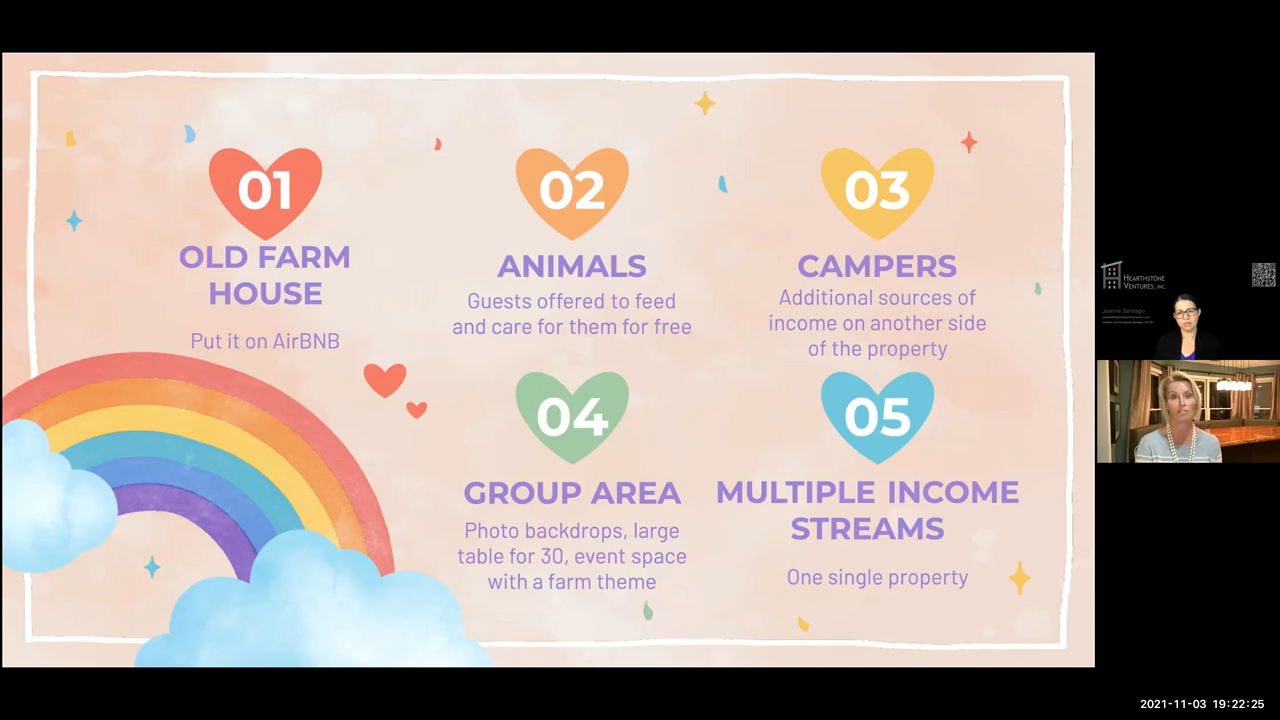 01
OLD FARM
HOUSE
Put it on AirBNB
02
ANIMALS
Guests offered to feed
and care for them for free
03
CAMPERS
Additional sources of
income on another side
of the property
04
GROUP AREA
Photo backdrops, large
table for 30, event space
with a farm theme
05
MULTIPLE INCOME
STREAMS
One single property
HEARTHSTONE
VENTURES, INC.
Joanne Santiago
2021-11-03 19:22:25